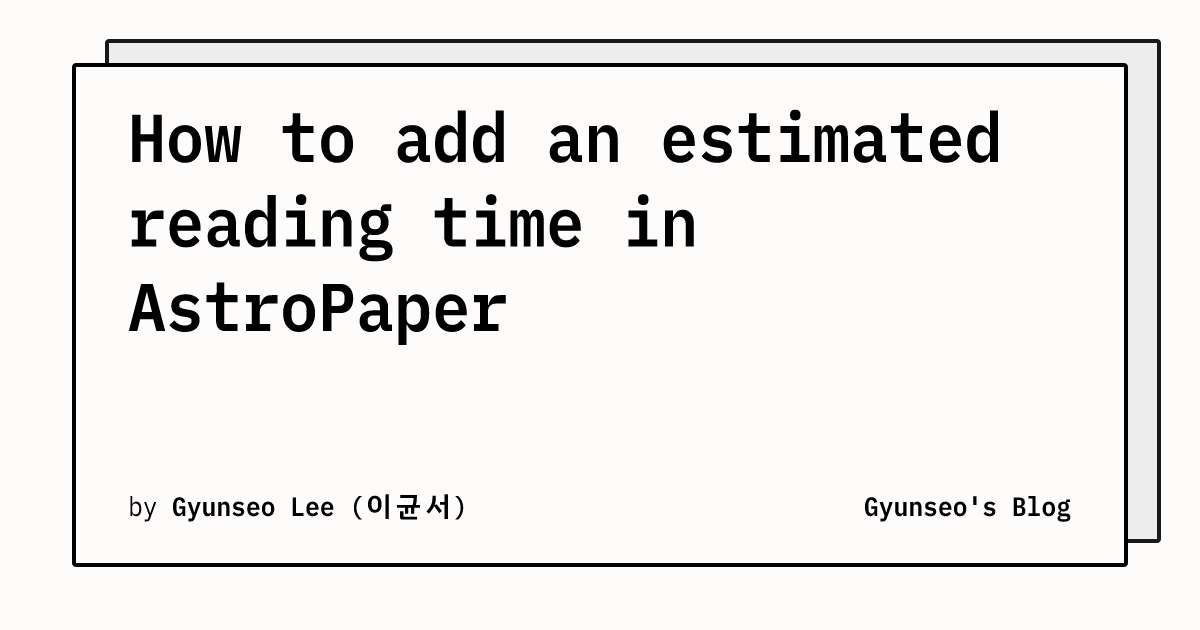 How to add an estimated
reading time in
AstroPaper
by Gyunseo Lee (이균서)
Gyunseo's Blog